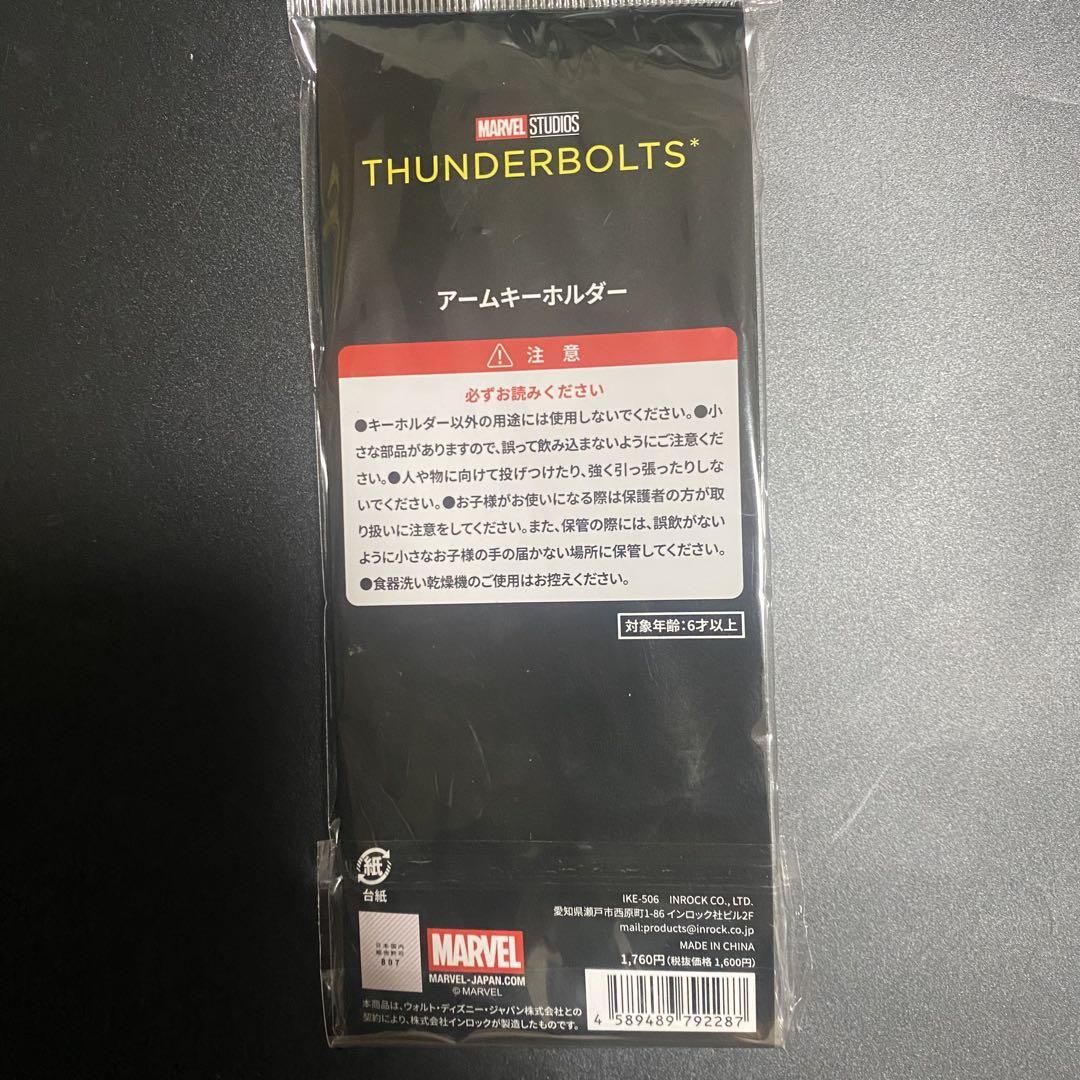 MARVEL STUDIOS
THUNDERBOLTS*
アームキーホルダー
注 意
必ずお読みください
●キーホルダー以外の用途には使用しないでください。●小
さな部品がありますので、誤って飲み込まないようにご注意くだ
さい。●人や物に向けて投げつけたり、強く引っ張ったりしな
いでください。●お子様がお使いになる際は保護者の方が取
り扱いに注意をしてください。また、保管の際には、誤飲がない
ように小さなお子様の手の届かない場所に保管してください。
●食器洗い乾燥機のご使用はお控えください。
対象年齢:6才以上
紙
台紙
IKE-506 INROCK CO., LTD.
愛知県瀬戸市西原町1-86 インロック社ビル2F
mail:products@inrock.co.jp
MADE IN CHINA
1,760円(税抜価格 1,600円)
日本国内
販売許可
807
MARVEL
MARVEL-JAPAN.COM
© MARVEL
本商品は、ウォルト・ディズニー・ジャパン株式会社との
契約により、株式会社インロックが製造したものです。
4 589489 792287